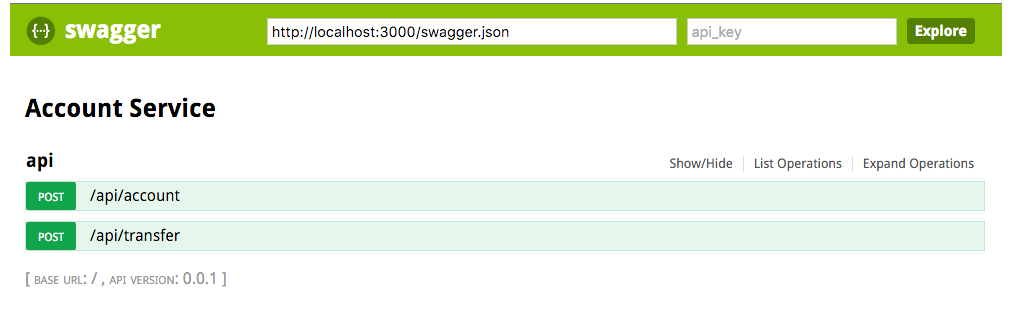 {··} swagger http://localhost:3000/swagger.json api_key Explore
Account Service
api Show/Hide List Operations Expand Operations
POST /api/account
POST /api/transfer
[ BASE URL: / , API VERSION: 0.0.1 ]